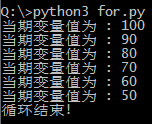 Q:\>python3 for.py
当期变量值为 : 100
当期变量值为 : 90
当期变量值为 : 80
当期变量值为 : 70
当期变量值为 : 60
当期变量值为 : 50
循环结束!